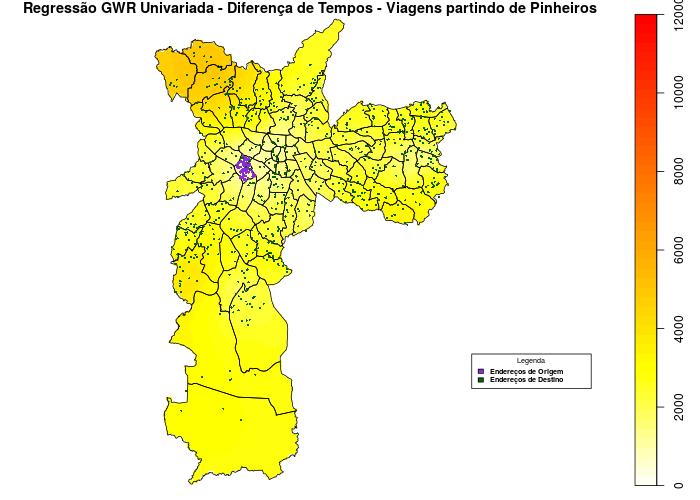 Regressão GWR Univariada - Diferença de Tempos - Viagens partindo de Pinheiros
12000
10000
8000
6000
4000
2000
0
Legenda
Endereços de Origem
Endereços de Destino